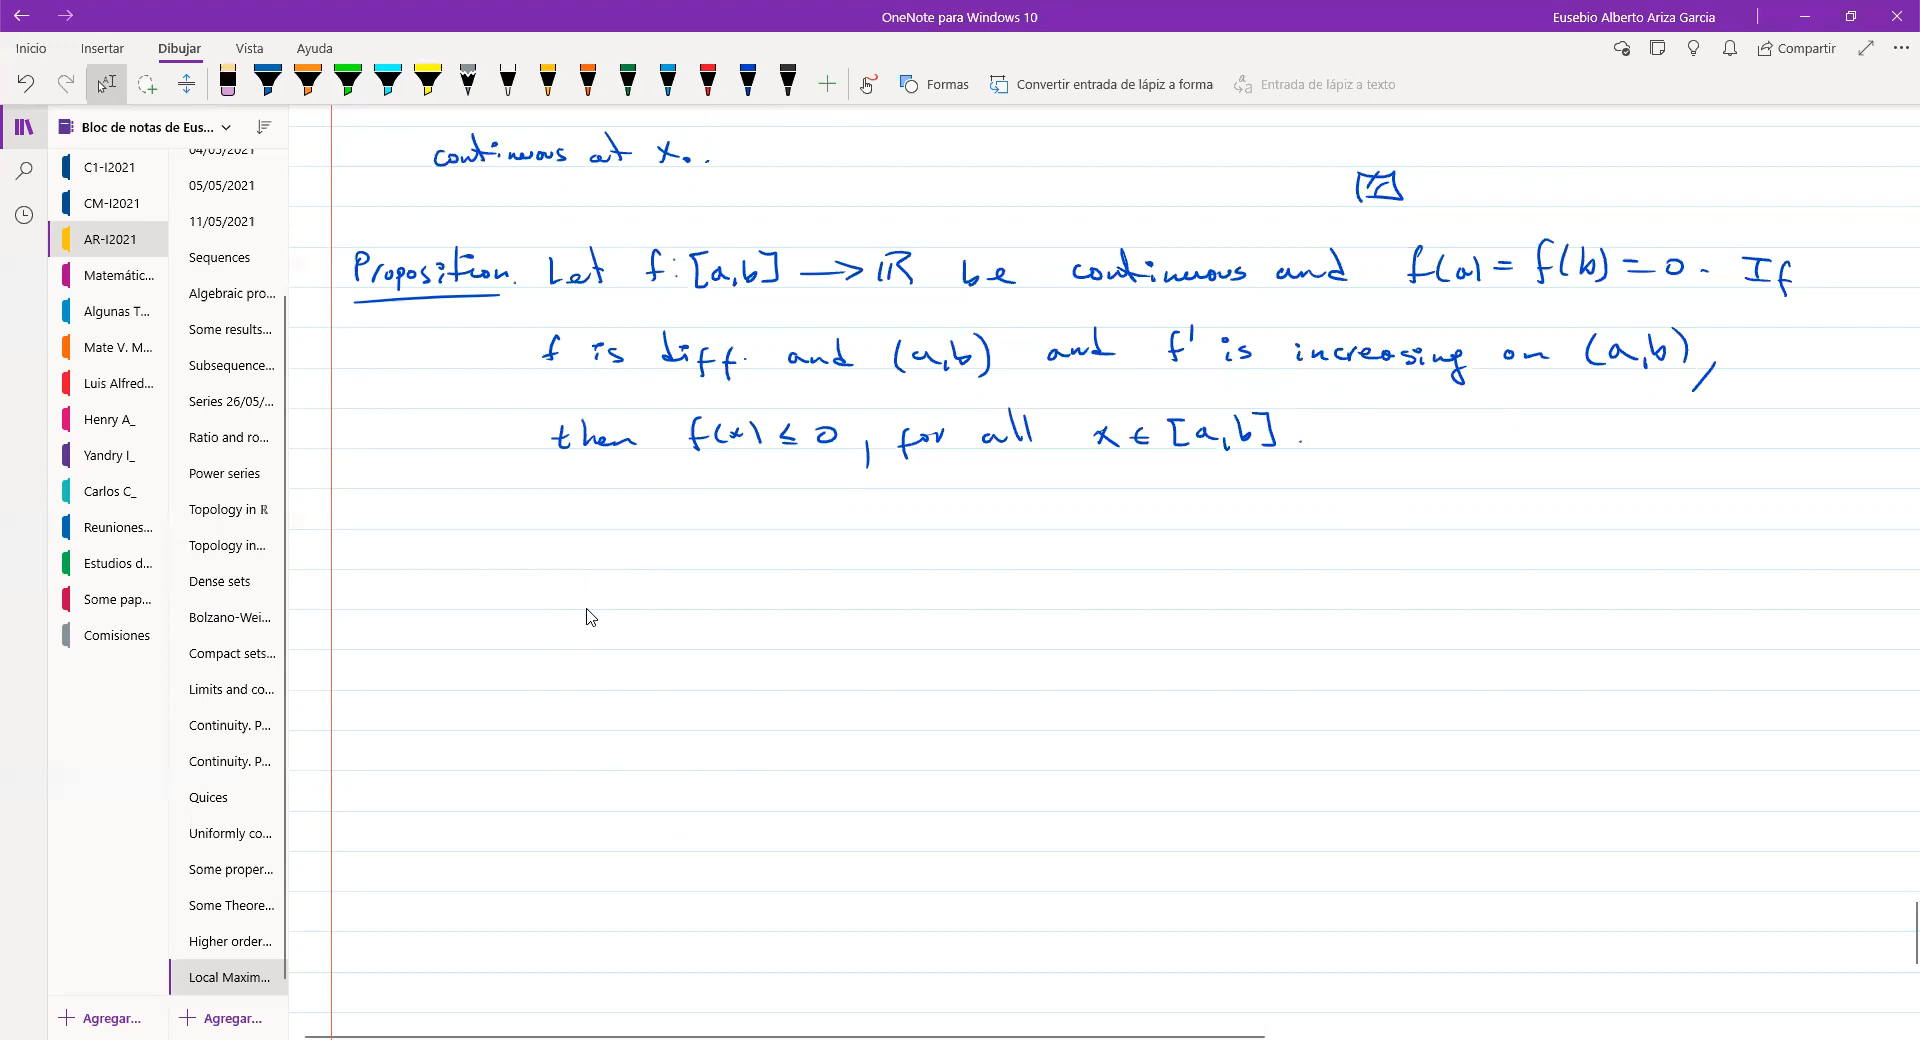 OneNote para Windows 10
Eusebio Alberto Ariza Garcia
Inicio Insertar Dibujar Vista Ayuda
Compartir
Formas Convertir entrada de lápiz a forma Entrada de lápiz a texto
Bloc de notas de Eus...
C1-I2021
CM-I2021
AR-I2021
Matemátic...
Algunas T...
Mate V. M...
Luis Alfred...
Henry A_
Yandry I_
Carlos C_
Reuniones...
Estudios d...
Some pap...
Comisiones
Agregar...
04/05/2021
05/05/2021
11/05/2021
Sequences
Algebraic pro...
Some results...
Subsequence...
Series 26/05/...
Ratio and ro...
Power series
Topology in ℝ
Topology in...
Dense sets
Bolzano-Wei...
Compact sets...
Limits and co...
Continuity. P...
Continuity. P...
Quices
Uniformly co...
Some proper...
Some Theore...
Higher order...
Local Maxim...
Agregar...
continuous at x₀.
Proposition. Let f: [a,b] → ℝ be continuous and f(a) = f(b) = 0. If
f is diff. and (a,b) and f' is increasing on (a,b),
then f(x) ≤ 0, for all x ∈ [a,b].